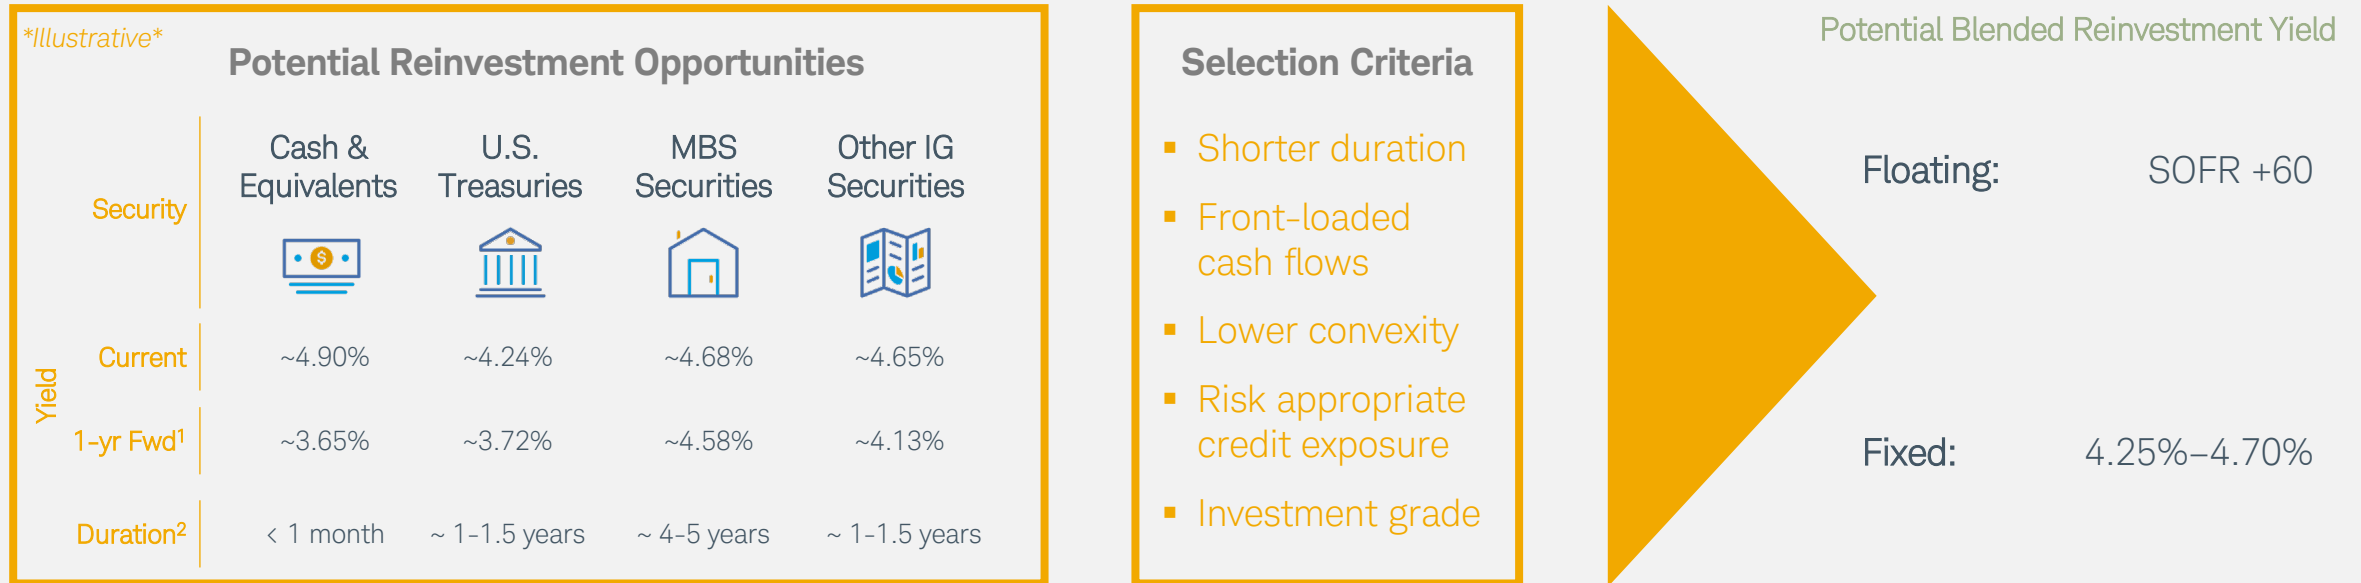 *Illustrative*
Potential Reinvestment Opportunities
Security
Cash &
Equivalents
U.S.
Treasuries
MBS
Securities
Other IG
Securities
$
Yield
Current
~4.90%
~4.24%
~4.68%
~4.65%
1-yr Fwd¹
~3.65%
~3.72%
~4.58%
~4.13%
Duration²
< 1 month
~ 1-1.5 years
~ 4-5 years
~ 1-1.5 years
Selection Criteria
▪ Shorter duration
▪ Front-loaded
cash flows
▪ Lower convexity
▪ Risk appropriate
credit exposure
▪ Investment grade
Potential Blended Reinvestment Yield
Floating: SOFR +60
Fixed: 4.25%–4.70%